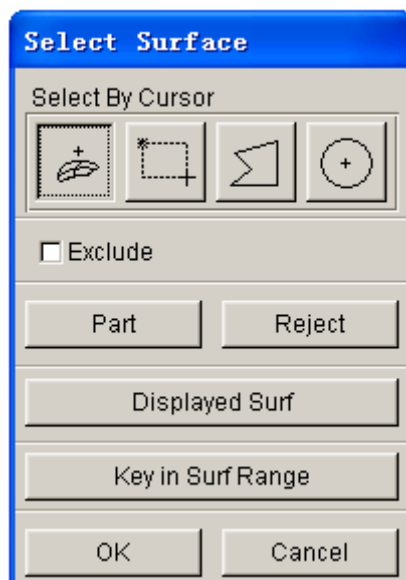 Select Surface
Select By Cursor
Exclude
Part Reject
Displayed Surf
Key in Surf Range
OK Cancel